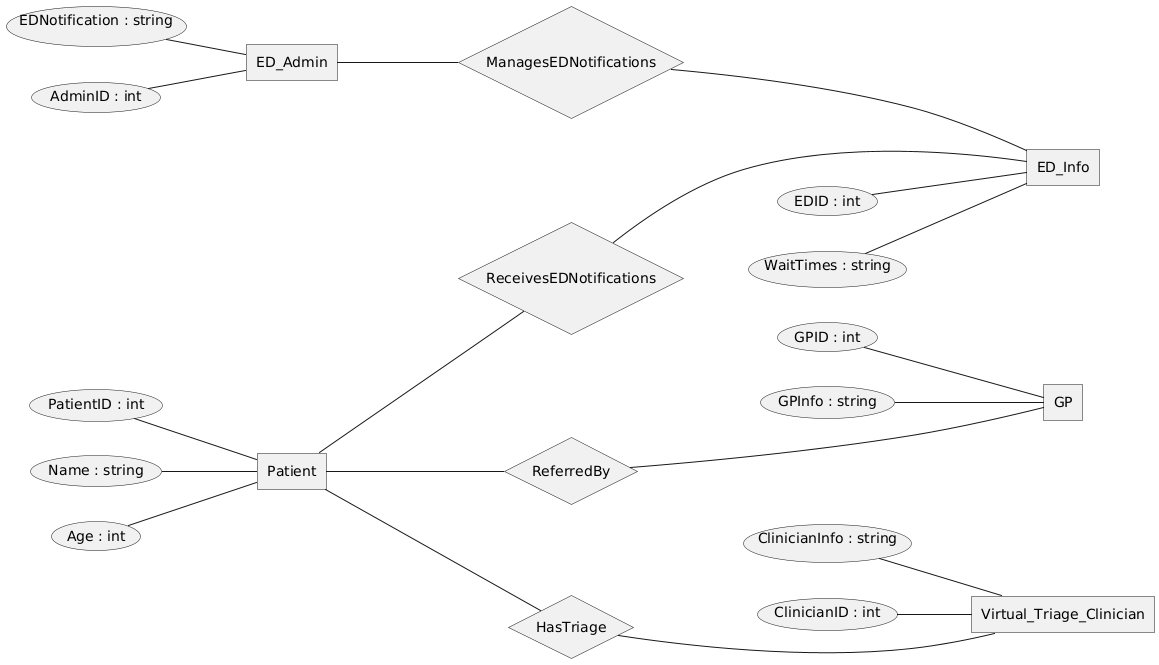 EDNotification : string
ED_Admin
ManagesEDNotifications
AdminID : int
ED_Info
EDID : int
WaitTimes : string
ReceivesEDNotifications
GPID : int
GPInfo : string
GP
PatientID : int
Name : string
Patient
ReferredBy
Age : int
ClinicianInfo : string
ClinicianID : int
Virtual_Triage_Clinician
HasTriage